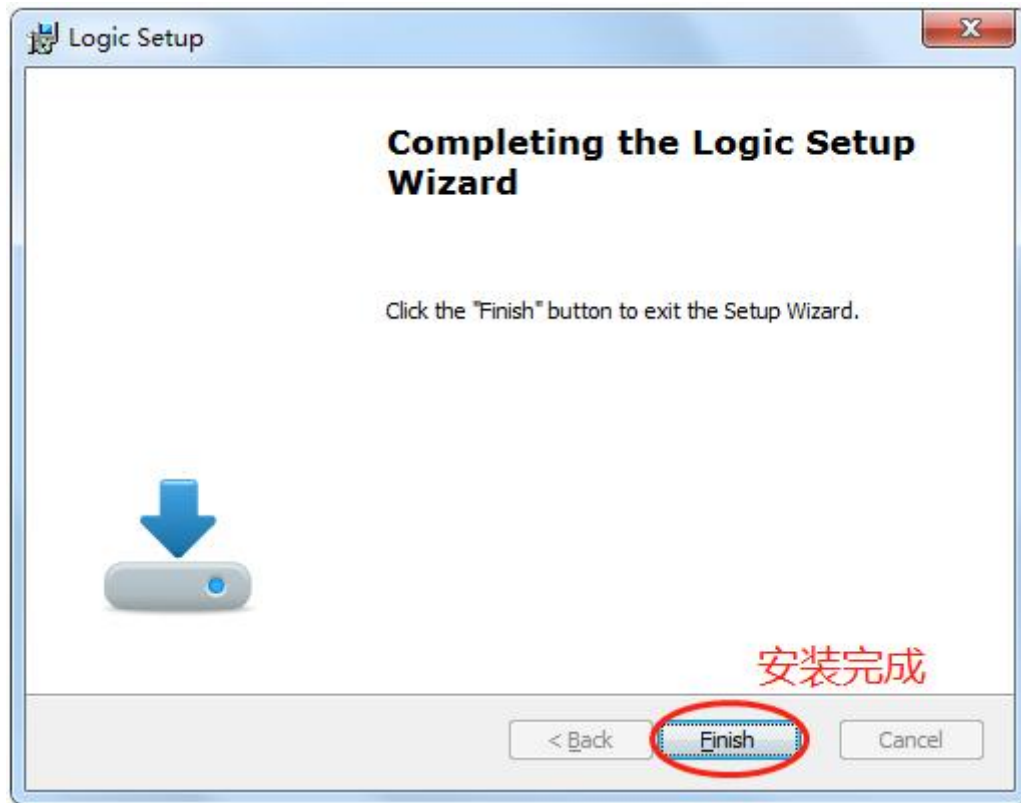 Logic Setup
Completing the Logic Setup
Wizard
Click the "Finish" button to exit the Setup Wizard.
安装完成
< Back
Finish
Cancel